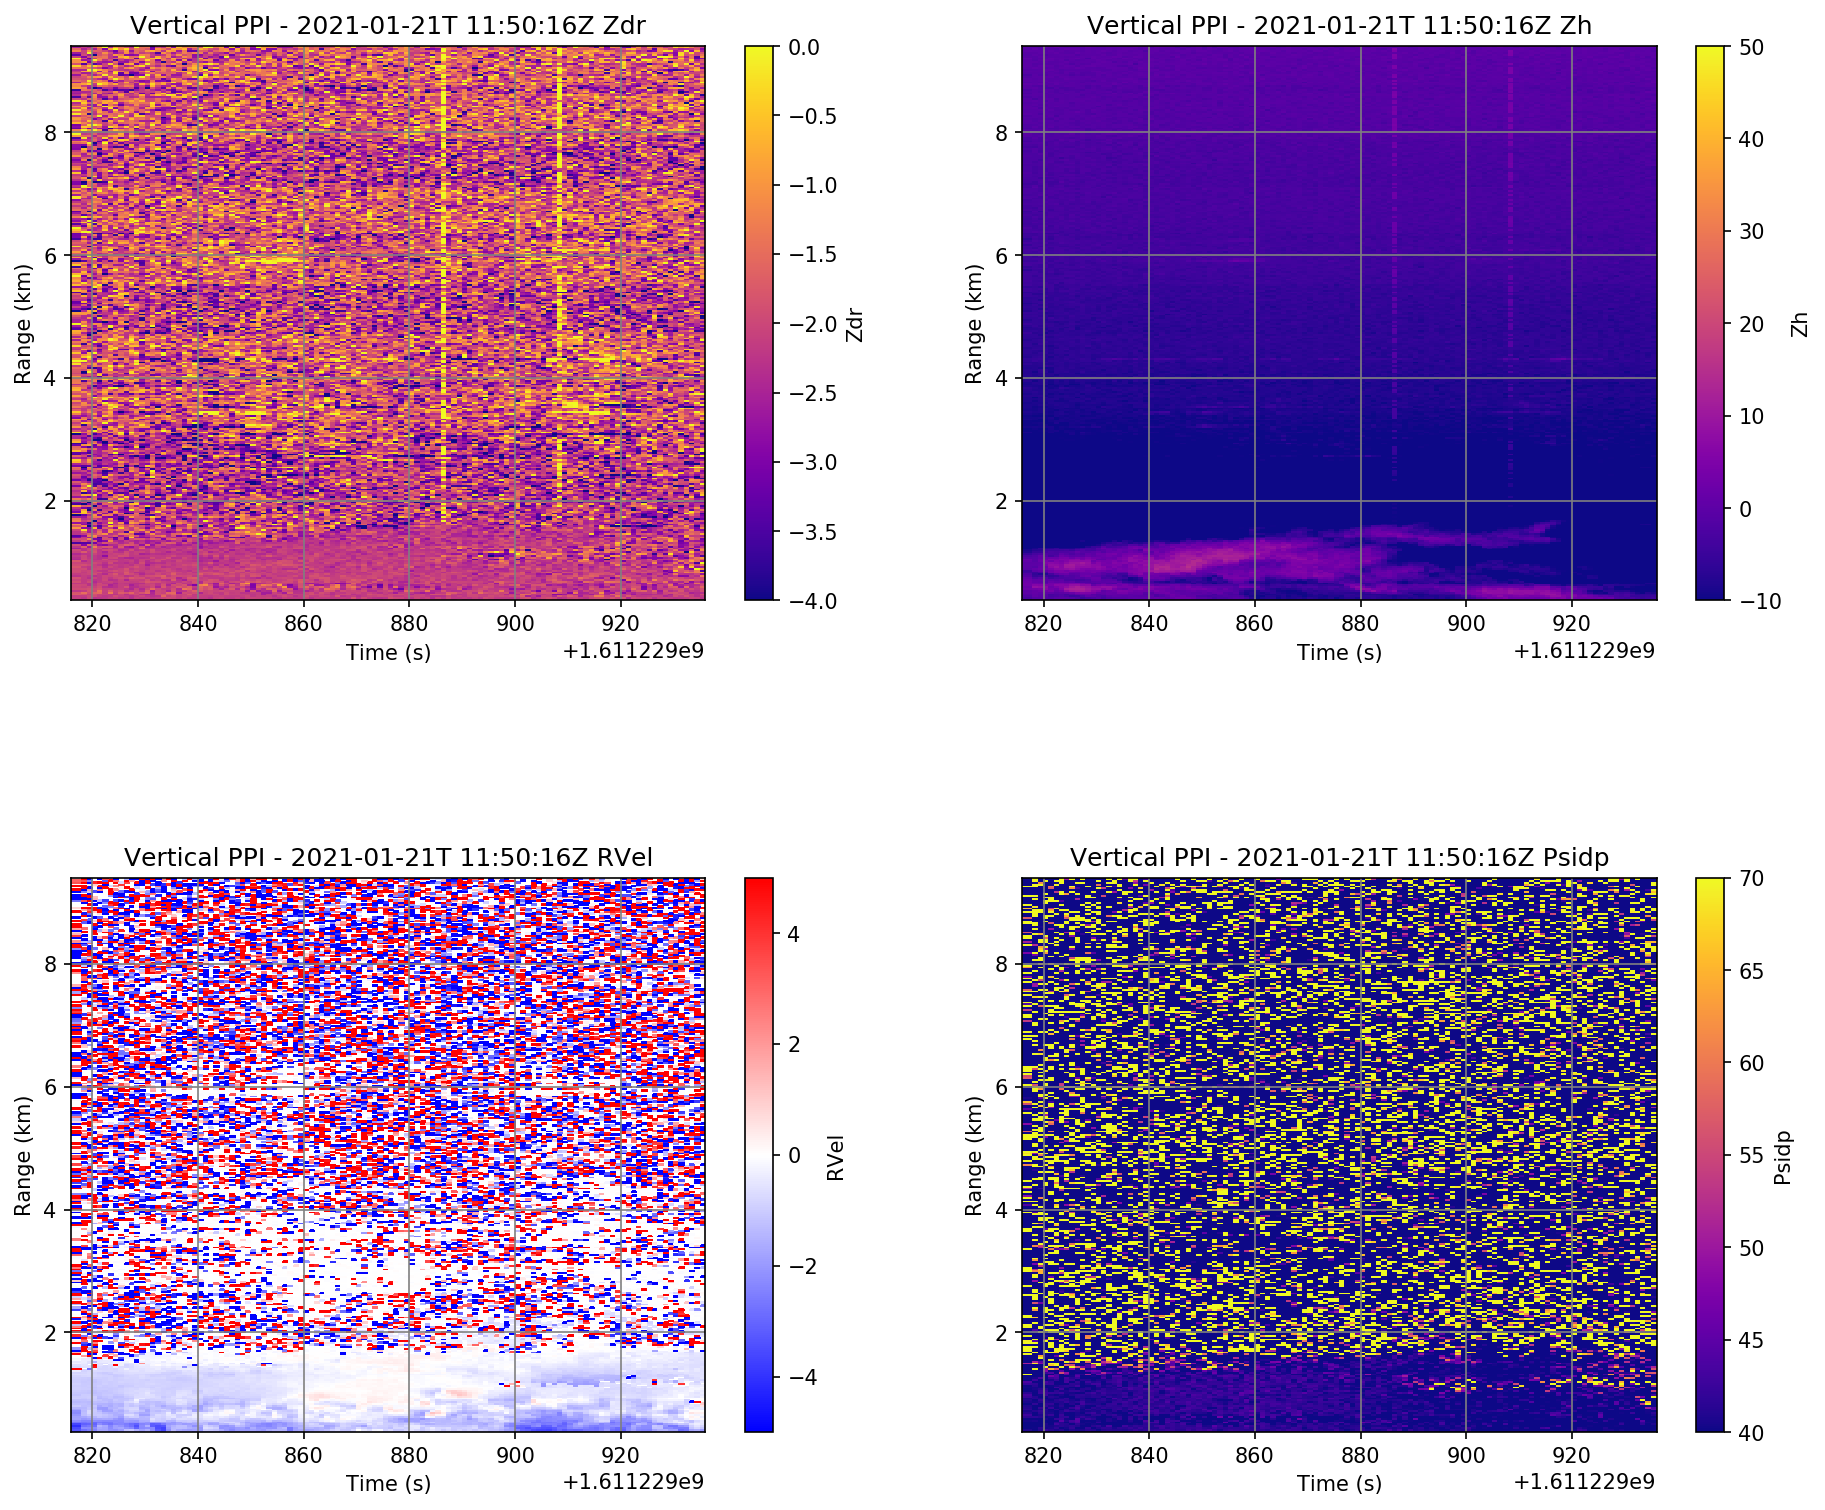 Vertical PPI - 2021-01-21T 11:50:16Z Zdr
Range (km)
8
6
4
2
820 840 860 880 900 920
Time (s)
+1.611229e9
0.0
−0.5
−1.0
−1.5
−2.0
−2.5
−3.0
−3.5
−4.0
Zdr
Vertical PPI - 2021-01-21T 11:50:16Z Zh
Range (km)
8
6
4
2
820 840 860 880 900 920
Time (s)
+1.611229e9
50
40
30
20
10
0
−10
Zh
Vertical PPI - 2021-01-21T 11:50:16Z RVel
Range (km)
8
6
4
2
820 840 860 880 900 920
Time (s)
+1.611229e9
4
2
0
−2
−4
RVel
Vertical PPI - 2021-01-21T 11:50:16Z Psidp
Range (km)
8
6
4
2
820 840 860 880 900 920
Time (s)
+1.611229e9
70
65
60
55
50
45
40
Psidp